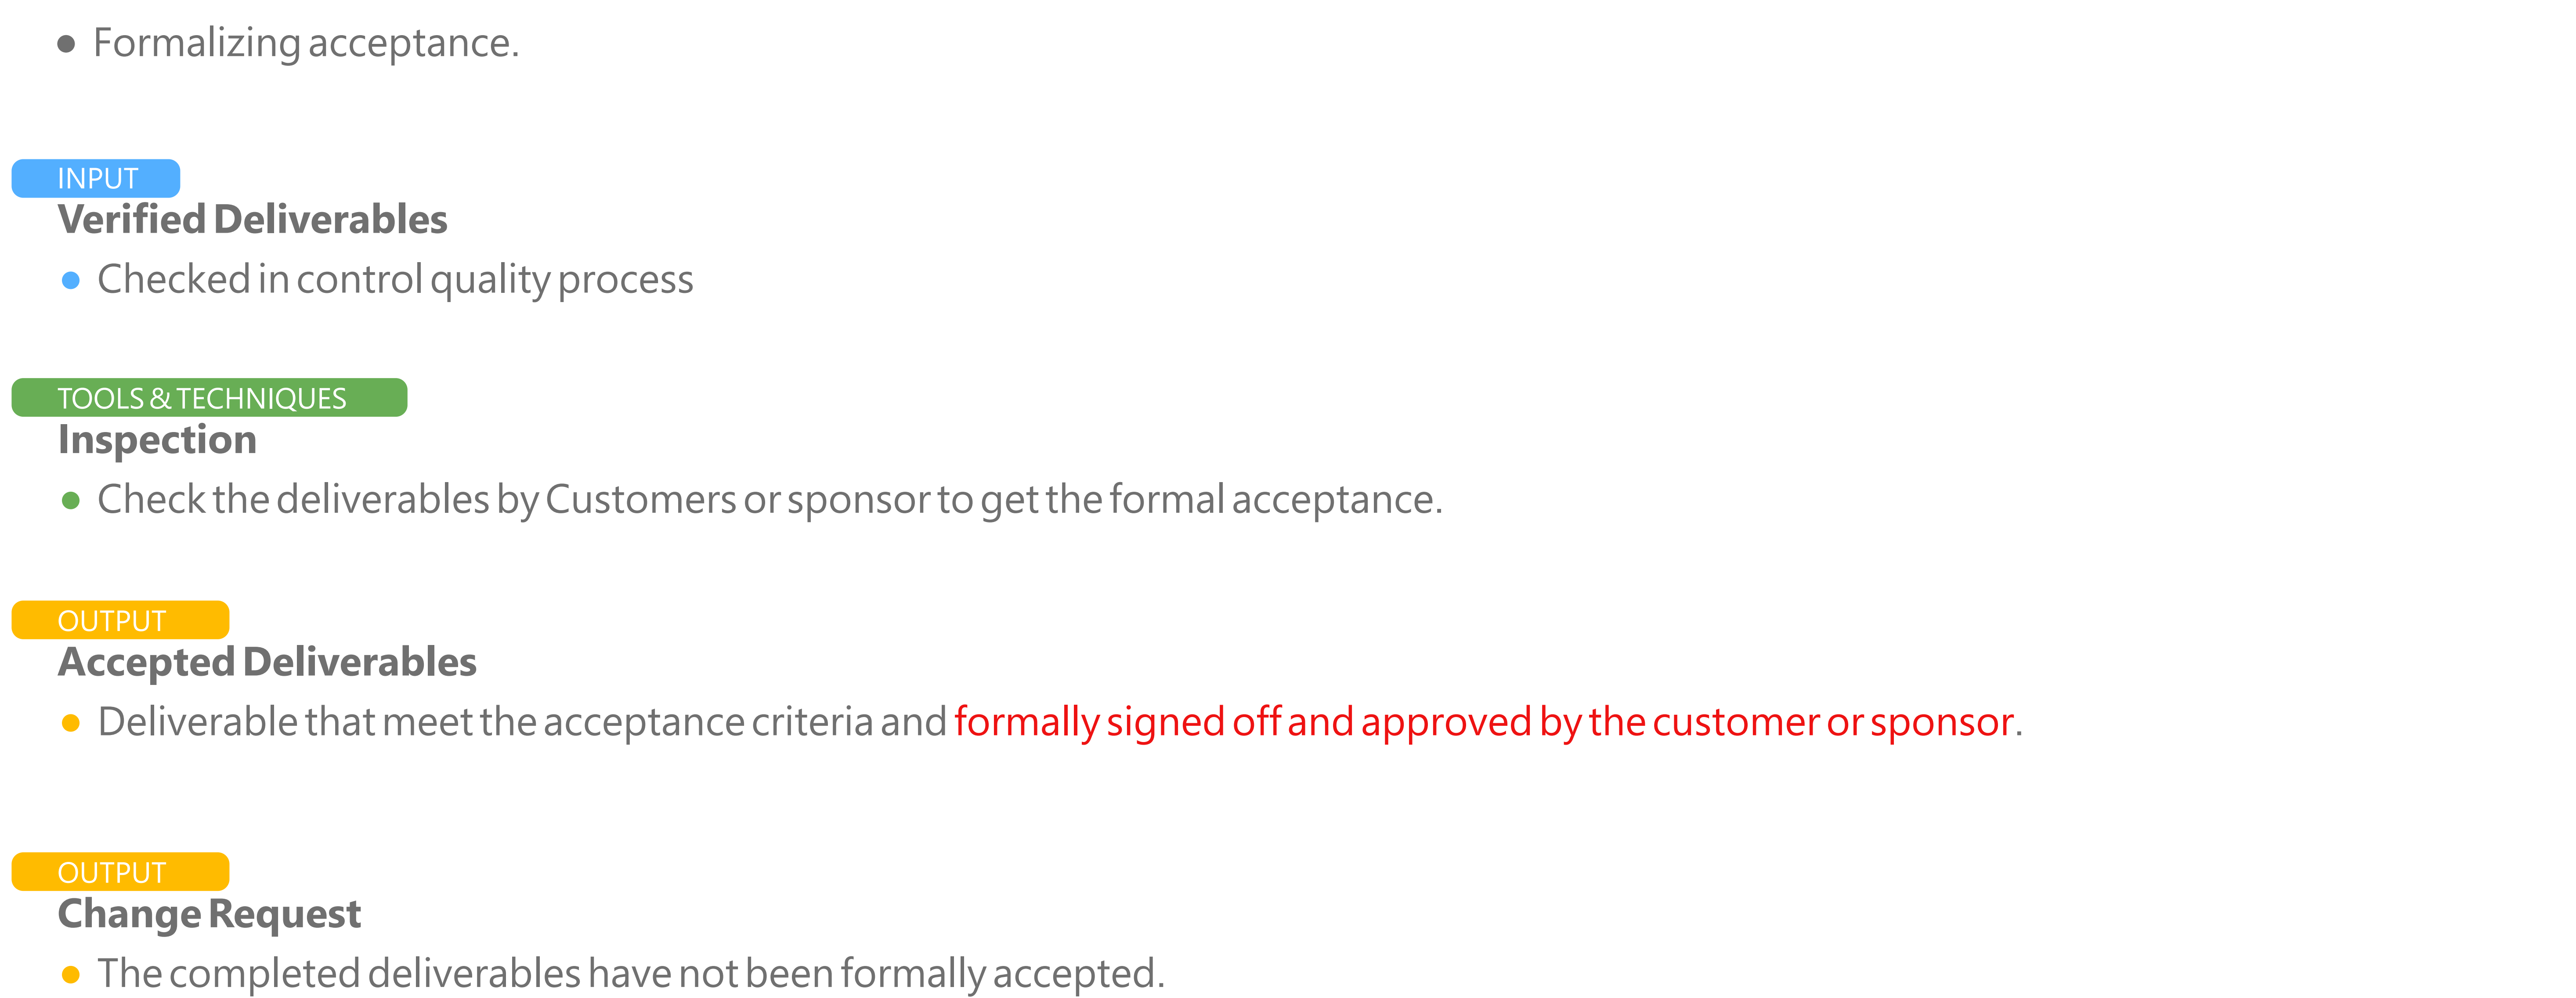 ● Formalizing acceptance.
INPUT
Verified Deliverables
● Checked in control quality process
TOOLS & TECHNIQUES
Inspection
● Check the deliverables by Customers or sponsor to get the formal acceptance.
OUTPUT
Accepted Deliverables
● Deliverable that meet the acceptance criteria and formally signed off and approved by the customer or sponsor.
OUTPUT
Change Request
● The completed deliverables have not been formally accepted.